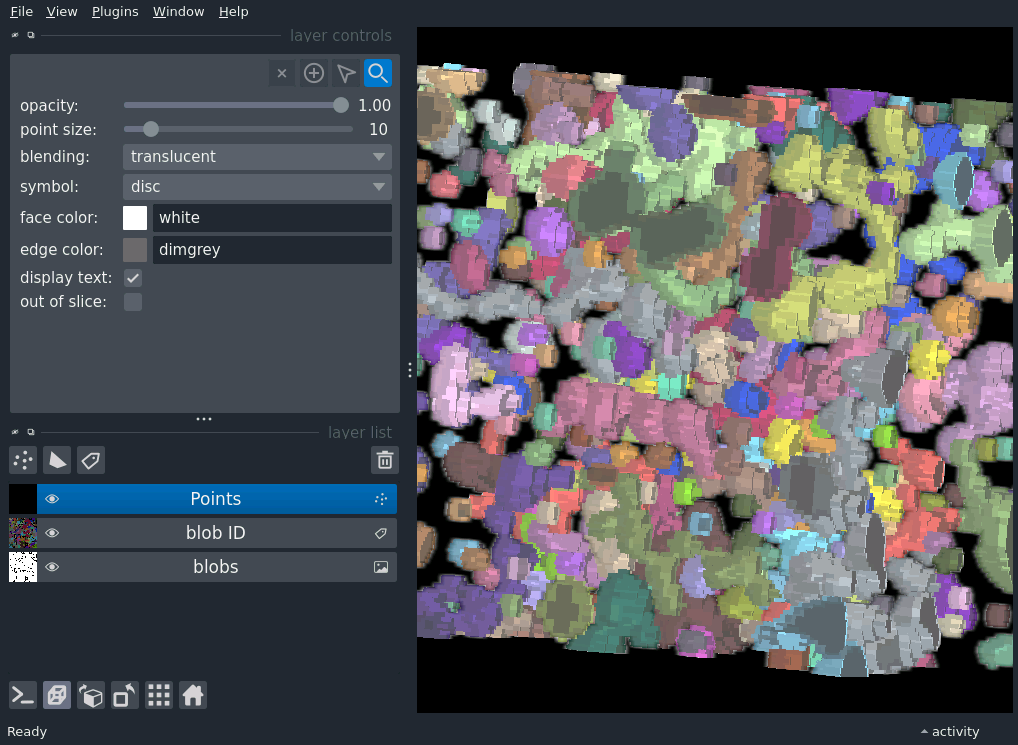 File View Plugins Window Help
layer controls
opacity: 1.00
point size: 10
blending: translucent
symbol: disc
face color: white
edge color: dimgrey
display text:
out of slice:
layer list
Points
blob ID
blobs
Ready activity